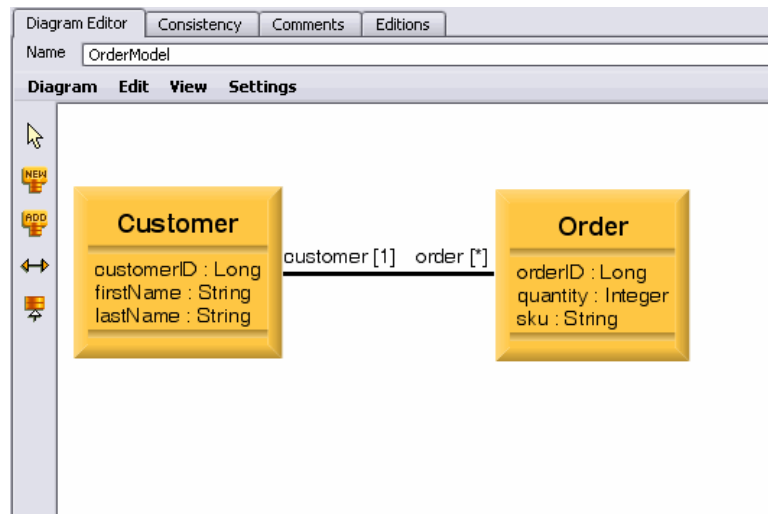 Diagram Editor Consistency Comments Editions
Name OrderModel
Diagram Edit View Settings
NEW
ADD
Customer
customerID : Long
firstName : String
lastName : String
customer [1] order [*]
Order
orderID : Long
quantity : Integer
sku : String